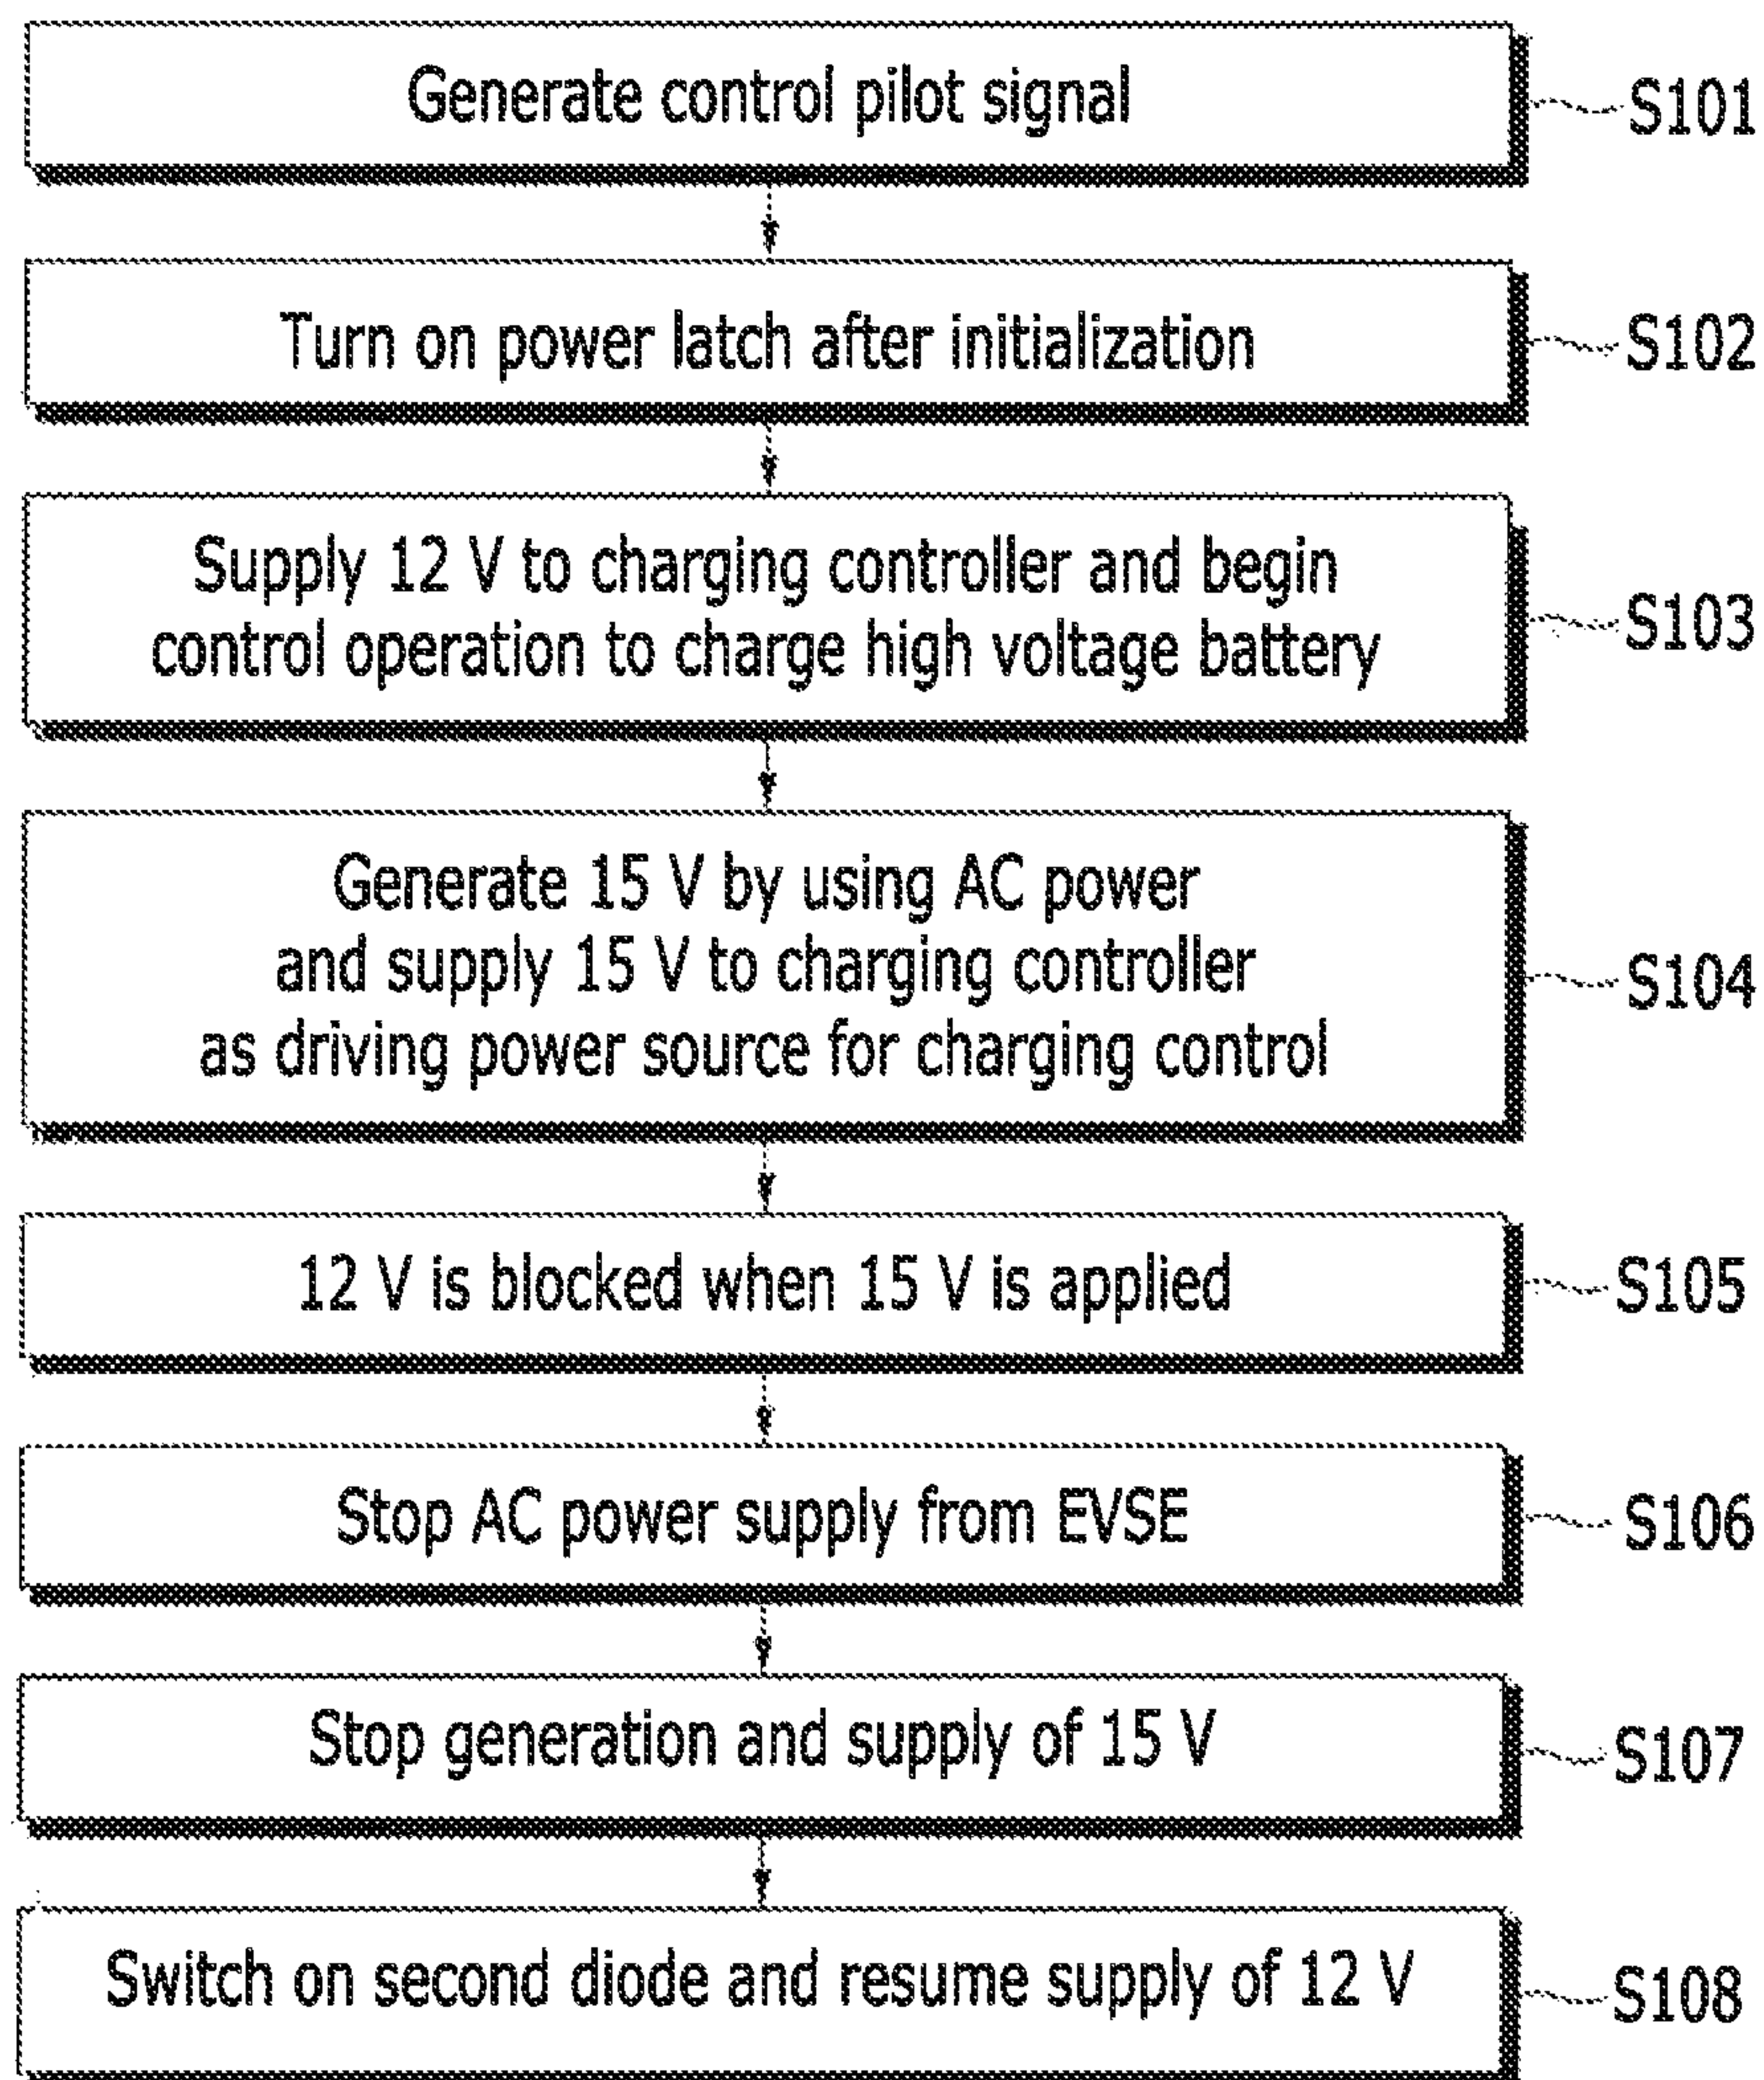 Generate control pilot signal
S101
Turn on power latch after initialization
S102
Supply 12 V to charging controller and begin
control operation to charge high voltage battery
S103
Generate 15 V by using AC power
and supply 15 V to charging controller
as driving power source for charging control
S104
12 V is blocked when 15 V is applied
S105
Stop AC power supply from EVSE
S106
Stop generation and supply of 15 V
S107
Switch on second diode and resume supply of 12 V
S108